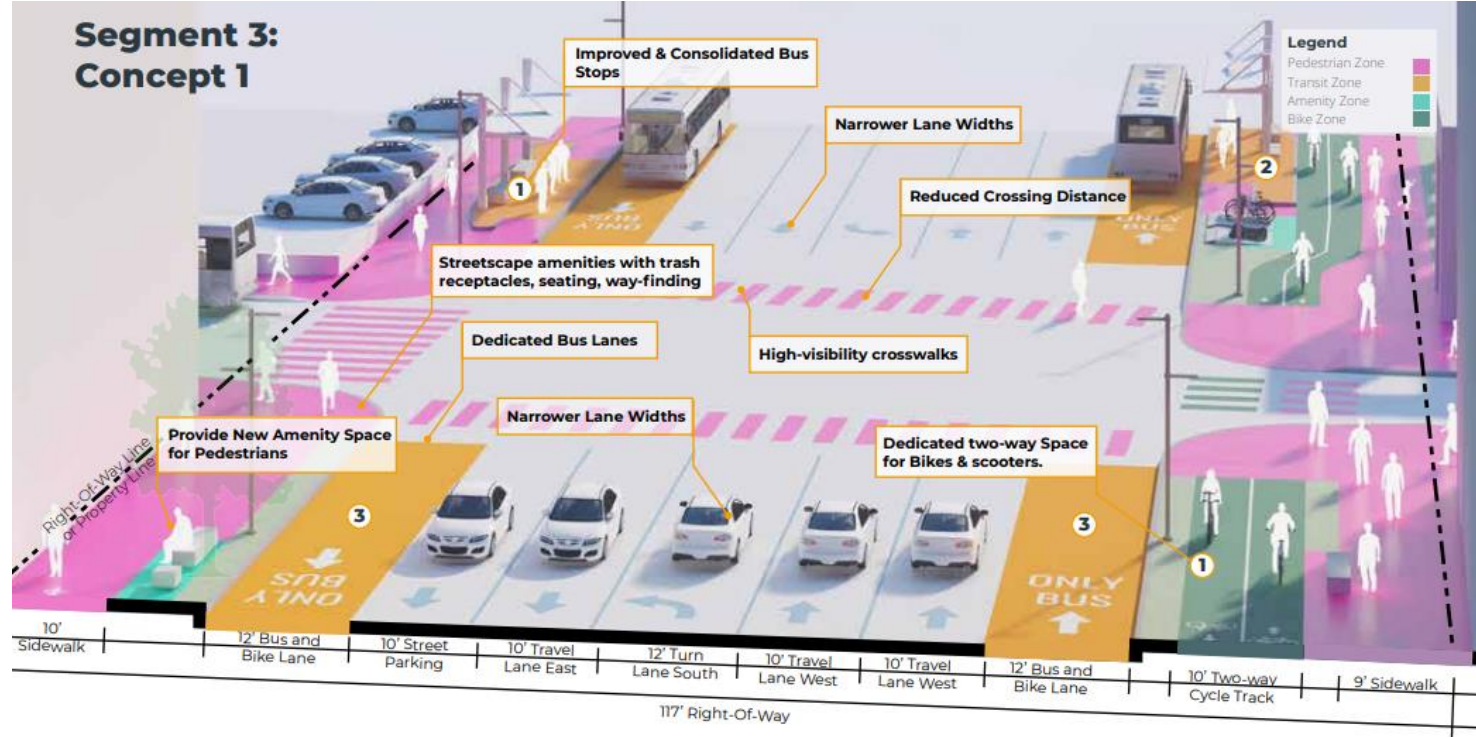 Segment 3:
Concept 1
Improved & Consolidated Bus
Stops
Legend
Pedestrian Zone
Transit Zone
Amenity Zone
Bike Zone
Narrower Lane Widths
1
2
Reduced Crossing Distance
BUS
ONLY
ONLY
BUS
Streetscape amenities with trash
receptacles, seating, way-finding
Dedicated Bus Lanes
High-visibility crosswalks
Narrower Lane Widths
Provide New Amenity Space
for Pedestrians
Dedicated two-way Space
for Bikes & scooters.
Right-Of-Way Line
or Property Line
3
3
1
BUS
ONLY
ONLY
BUS
10'
Sidewalk
12' Bus and
Bike Lane
10' Street
Parking
10' Travel
Lane East
12' Turn
Lane South
10' Travel
Lane West
10' Travel
Lane West
12' Bus and
Bike Lane
10' Two-way
Cycle Track
9' Sidewalk
117' Right-Of-Way